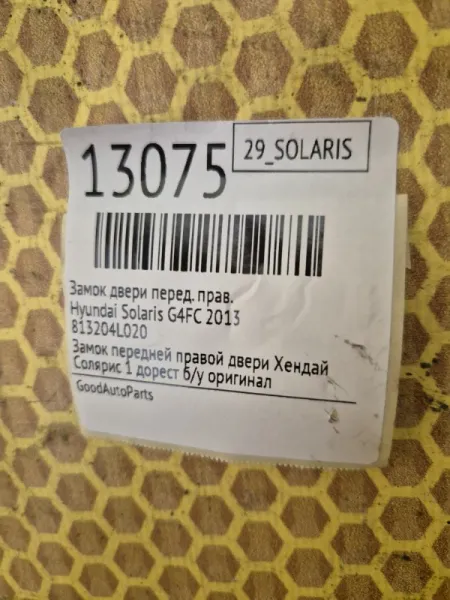 13075
29_SOLARIS
Замок двери перед. прав.
Hyundai Solaris G4FC 2013
813204L020
Замок передней правой двери Хендай
Солярис 1 дорест б/у оригинал
GoodAutoParts